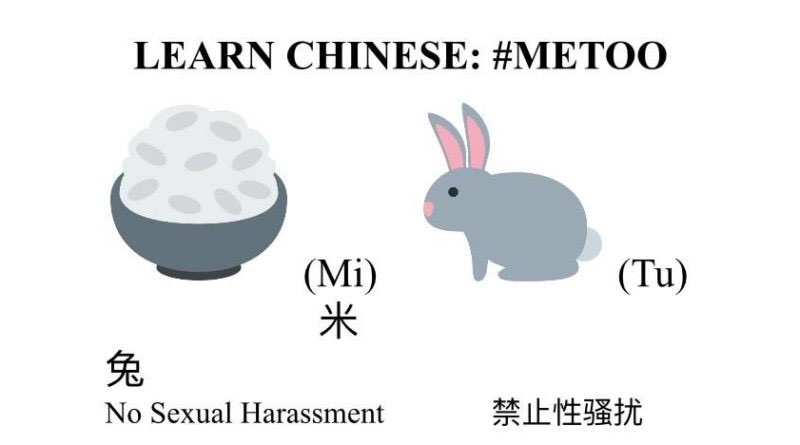 LEARN CHINESE: #METOO
(Mi)
(Tu)
米
兔
No Sexual Harassment
禁止性骚扰